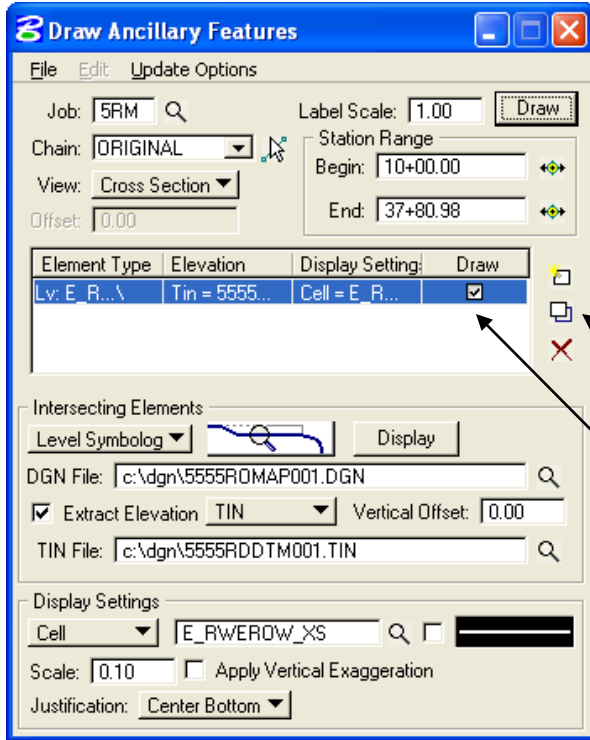 Draw Ancillary Features
File Edit Update Options
Job: 5RM Label Scale: 1.00 Draw
Chain: ORIGINAL Station Range
Begin: 10+00.00
View: Cross Section
End: 37+80.98
Offset: 0.00
Element Type Elevation Display Setting: Draw
Lv: E_R...\ Tin = 5555... Cell = E_R...
Intersecting Elements
Level Symbolog Display
DGN File: c:\dgn\5555ROMAP001.DGN
Extract Elevation TIN Vertical Offset: 0.00
TIN File: c:\dgn\5555RDDTM001.TIN
Display Settings
Cell E_RWEROW_XS
Scale: 0.10 Apply Vertical Exaggeration
Justification: Center Bottom